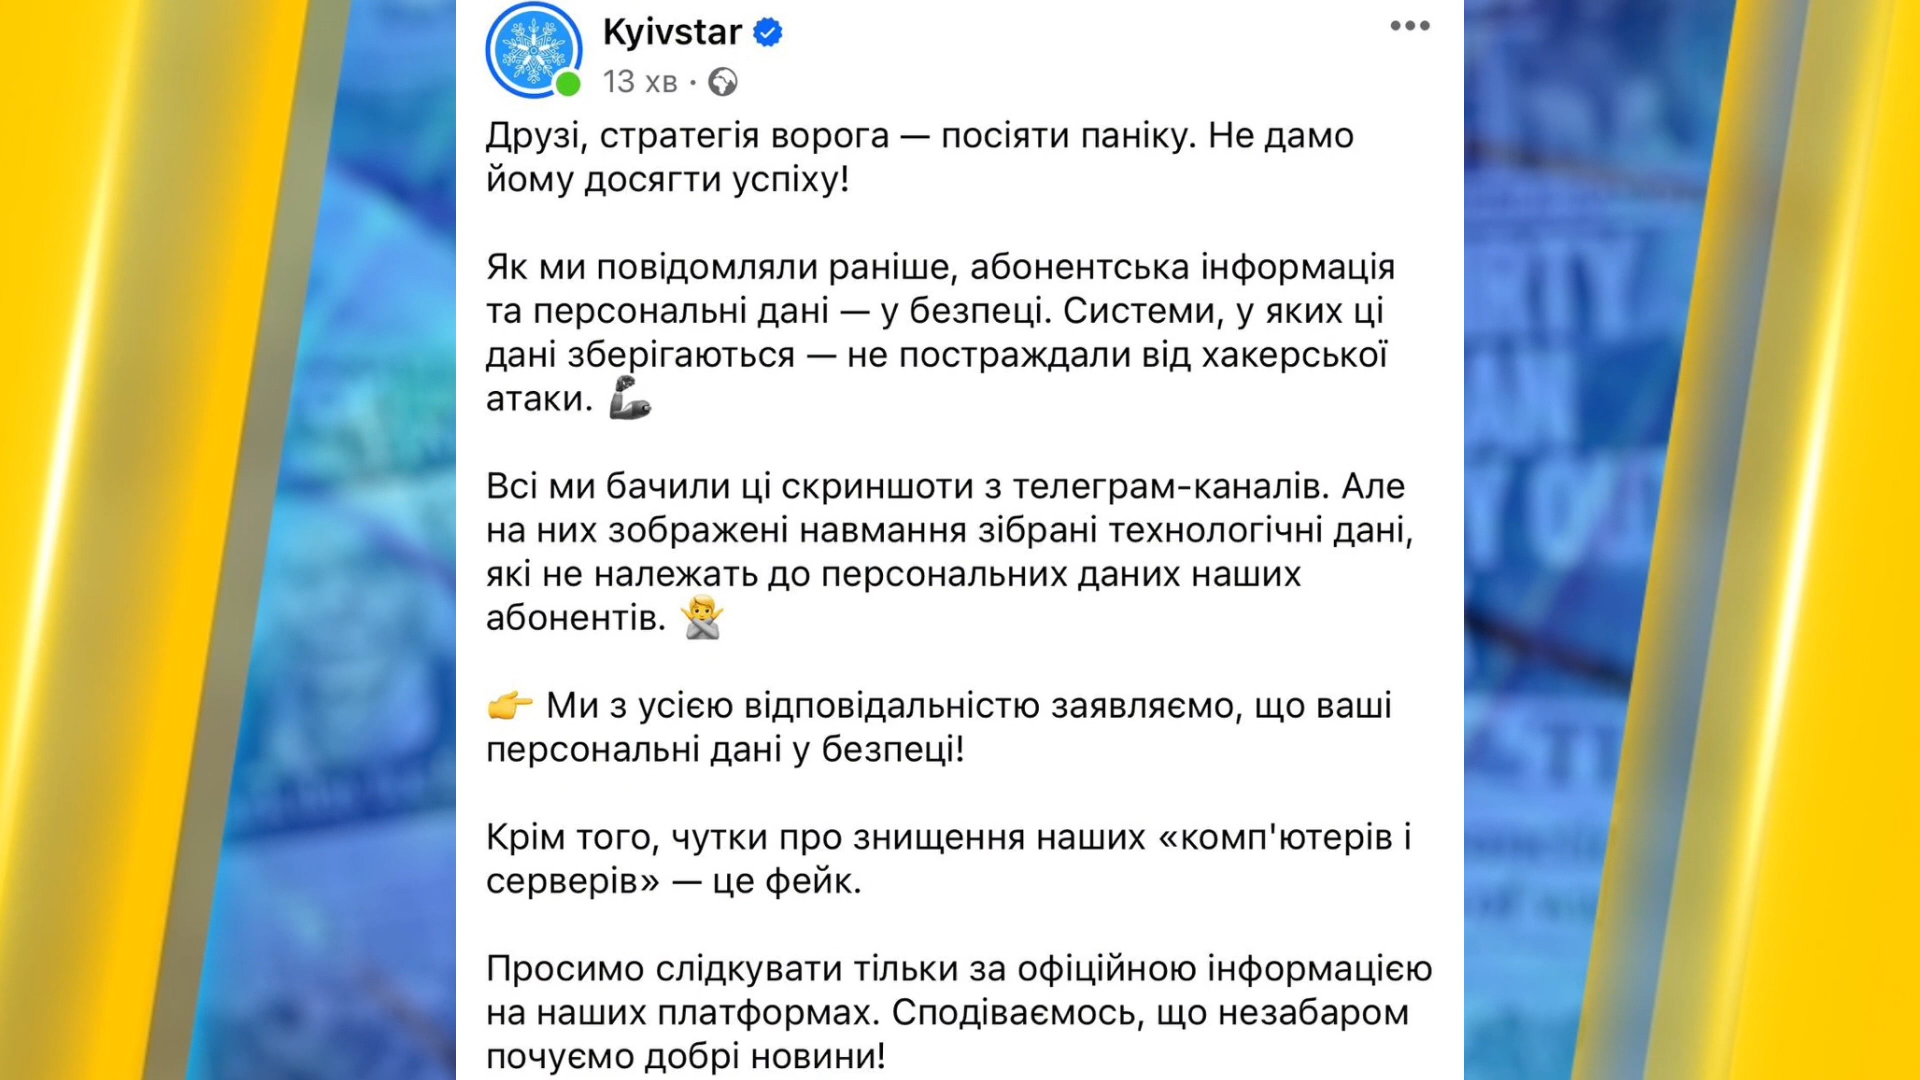 Kyivstar
13 хв ·
Друзі, стратегія ворога — посіяти паніку. Не дамо
йому досягти успіху!
Як ми повідомляли раніше, абонентська інформація
та персональні дані — у безпеці. Системи, у яких ці
дані зберігаються — не постраждали від хакерської
атаки. 🦾
Всі ми бачили ці скриншоти з телеграм-каналів. Але
на них зображені навмання зібрані технологічні дані,
які не належать до персональних даних наших
абонентів. 🙅
👉 Ми з усією відповідальністю заявляємо, що ваші
персональні дані у безпеці!
Крім того, чутки про знищення наших «комп'ютерів і
серверів» — це фейк.
Просимо слідкувати тільки за офіційною інформацією
на наших платформах. Сподіваємось, що незабаром
почуємо добрі новини!